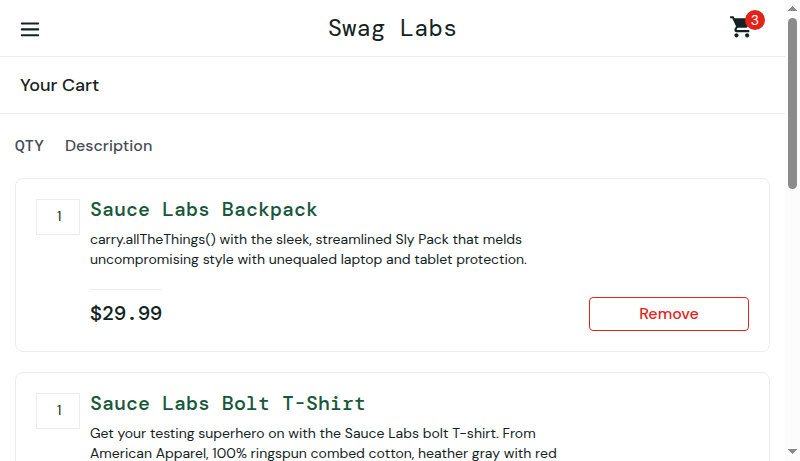 Swag Labs
3
Your Cart
QTY Description
1
Sauce Labs Backpack
carry.allTheThings() with the sleek, streamlined Sly Pack that melds
uncompromising style with unequaled laptop and tablet protection.
$29.99
Remove
1
Sauce Labs Bolt T-Shirt
Get your testing superhero on with the Sauce Labs bolt T-shirt. From
American Apparel, 100% ringspun combed cotton, heather gray with red